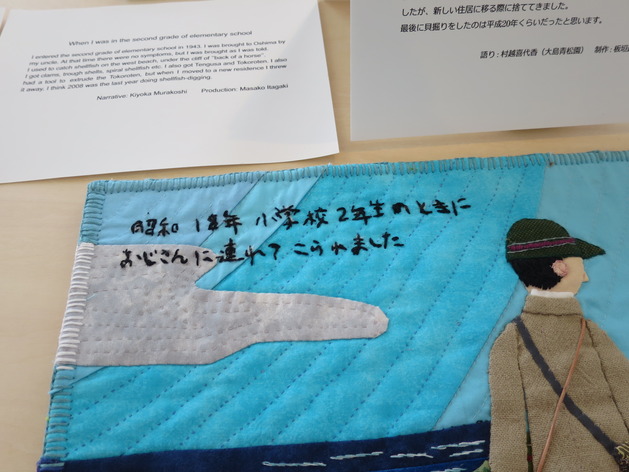 When I was in the second grade of elementary school
I entered the second grade of elementary school in 1943. I was brought to Oshima by
my uncle. At that time there were no symptoms, but I was as I was told.
I used to catch shellfish on the west beach, under the cliff of "back of a horse".
I got clams, trough shells, spiral shellfish etc. I also got Tengusa and Tokoroten. I also
had a tool to extrude the Tokoroten, but when I moved to a new residence I threw
it away. I think 2008 was the last year doing shellfish-digging.
Narrative: Kiyoka Murakoshi Production: Masako Itagaki
したが、新しい住居に移る際に捨ててきました。
最後に貝掘りをしたのは平成20年くらいだったと思います。
語り：村越喜代香（大島青松園） 制作：板垣
昭和 18年 小学校2年生のときに
おじさんに連れて こられました